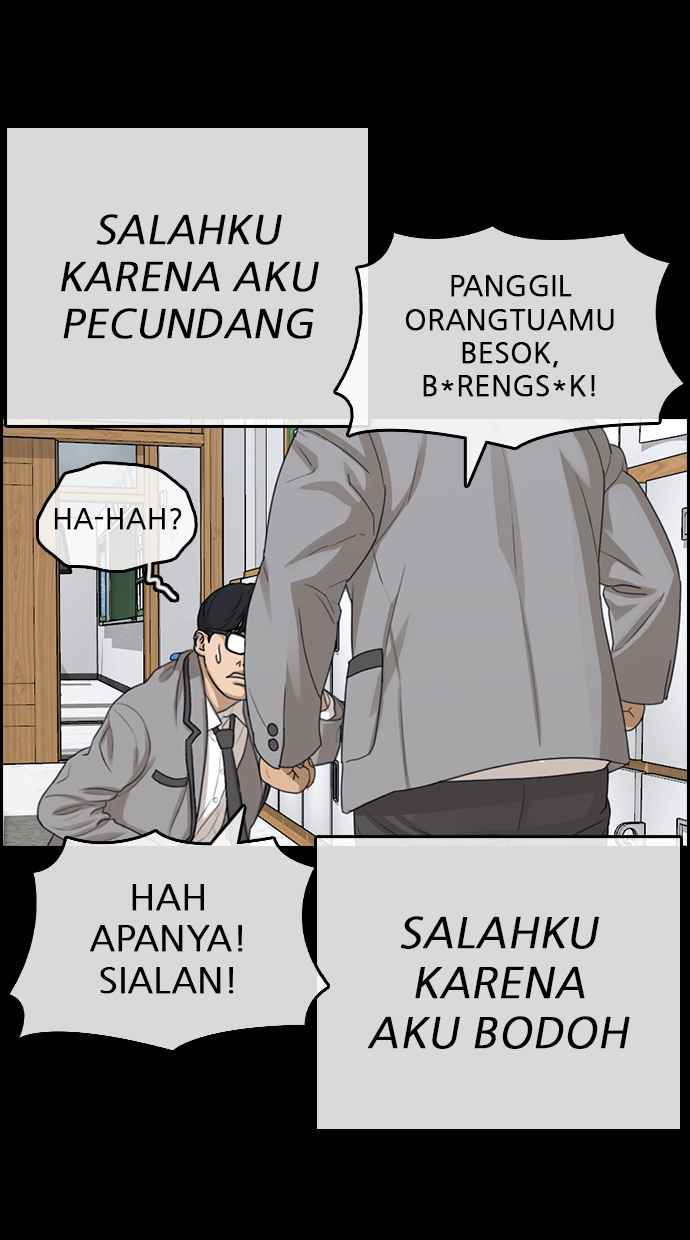 SALAHKU
KARENA AKU
PECUNDANG
PANGGIL
ORANGTUAMU
BESOK,
B*RENGS*K!
HA-HAH?
HAH
APANYA!
SIALAN!
SALAHKU
KARENA
AKU BODOH